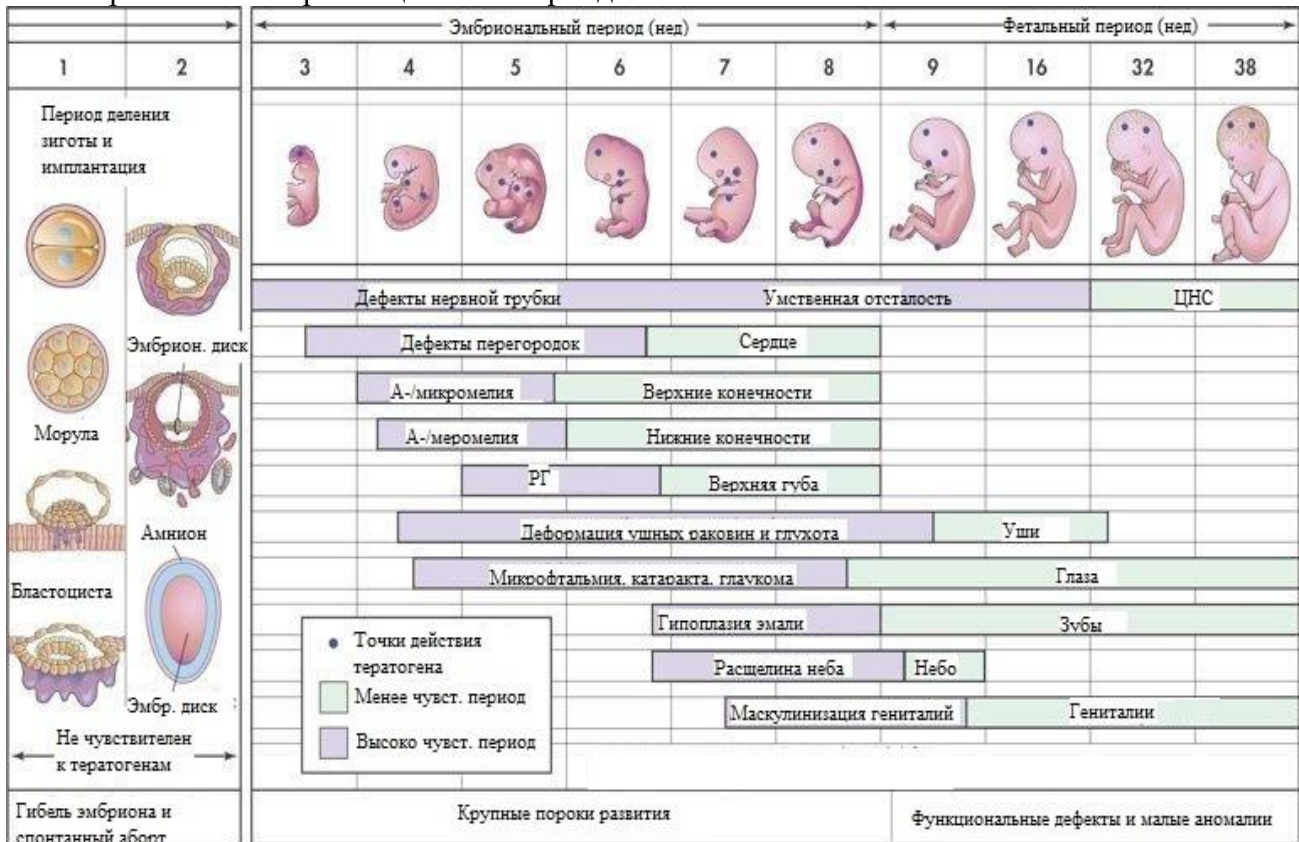 Эмбриональный период (нед)
Фетальный период (нед)
1 2 3 4 5 6 7 8 9 16 32 38
Период деления
зиготы и
имплантация
Эмбрион. диск
Морула
Амнион
Бластоциста
Эмбр. диск
Не чувствителен
к тератогенам
Гибель эмбриона и
спонтанный аборт
Дефекты нервной трубки
Умственная отсталость
ЦНС
Дефекты перегородок
Сердце
А-/микромелия
Верхние конечности
А-/меромелия
Нижние конечности
РГ
Верхняя губа
Деформация ушных раковин и глухота
Уши
Микрофтальмия, катаракта, глаукома
Глаза
Гипоплазия эмали
Зубы
Расщелина неба
Небо
Маскулинизация гениталий
Гениталии
Точки действия
тератогена
Менее чувст. период
Высоко чувст. период
Крупные пороки развития
Функциональные дефекты и малые аномалии